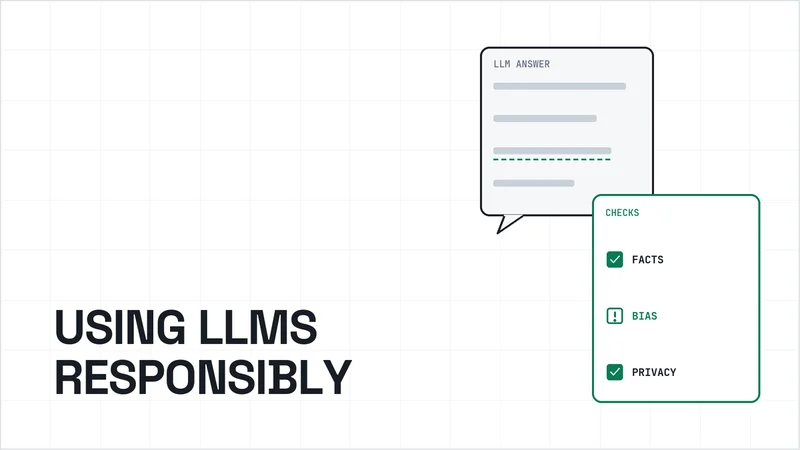 LLM ANSWER
CHECKS
FACTS
BIAS
PRIVACY
USING LLMS
RESPONSIBLY